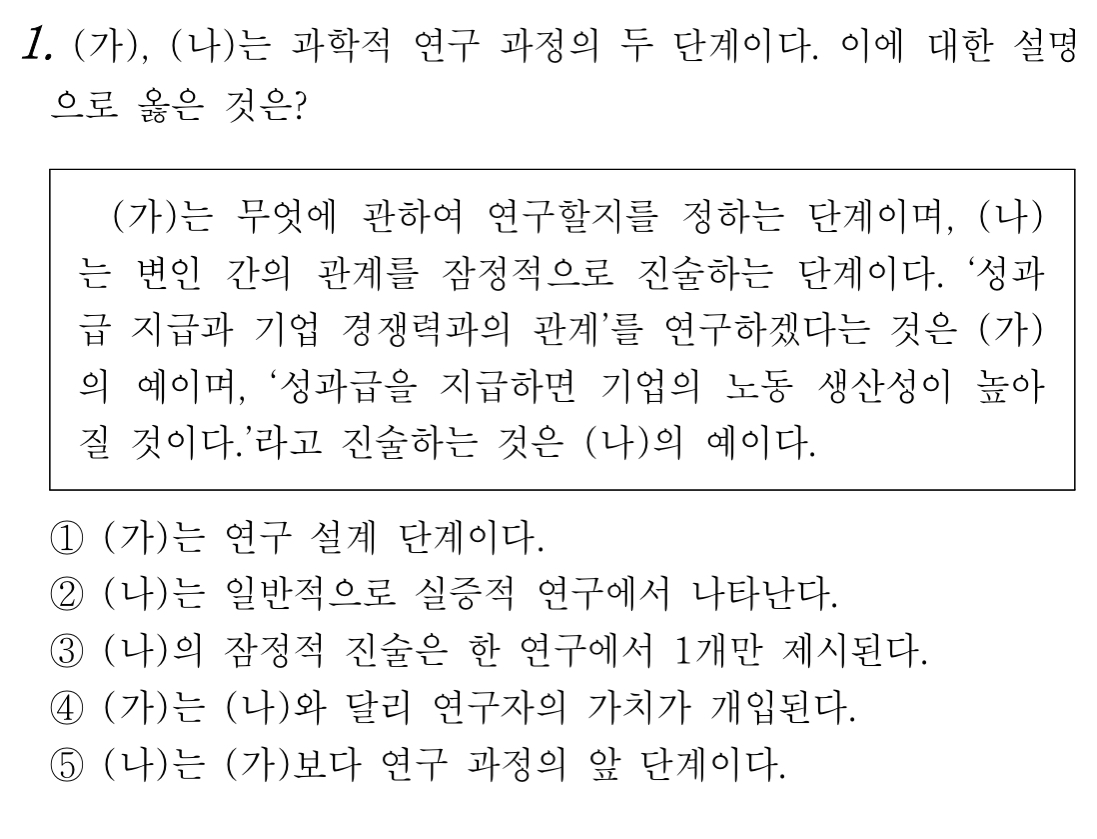 1. (가), (나)는 과학적 연구 과정의 두 단계이다. 이에 대한 설명
으로 옳은 것은?
(가)는 무엇에 관하여 연구할지를 정하는 단계이며, (나)
는 변인 간의 관계를 잠정적으로 진술하는 단계이다. ‘성과
급 지급과 기업 경쟁력과의 관계’를 연구하겠다는 것은 (가)
의 예이며, ‘성과급을 지급하면 기업의 노동 생산성이 높아
질 것이다.’라고 진술하는 것은 (나)의 예이다.
① (가)는 연구 설계 단계이다.
② (나)는 일반적으로 실증적 연구에서 나타난다.
③ (나)의 잠정적 진술은 한 연구에서 1개만 제시된다.
④ (가)는 (나)와 달리 연구자의 가치가 개입된다.
⑤ (나)는 (가)보다 연구 과정의 앞 단계이다.